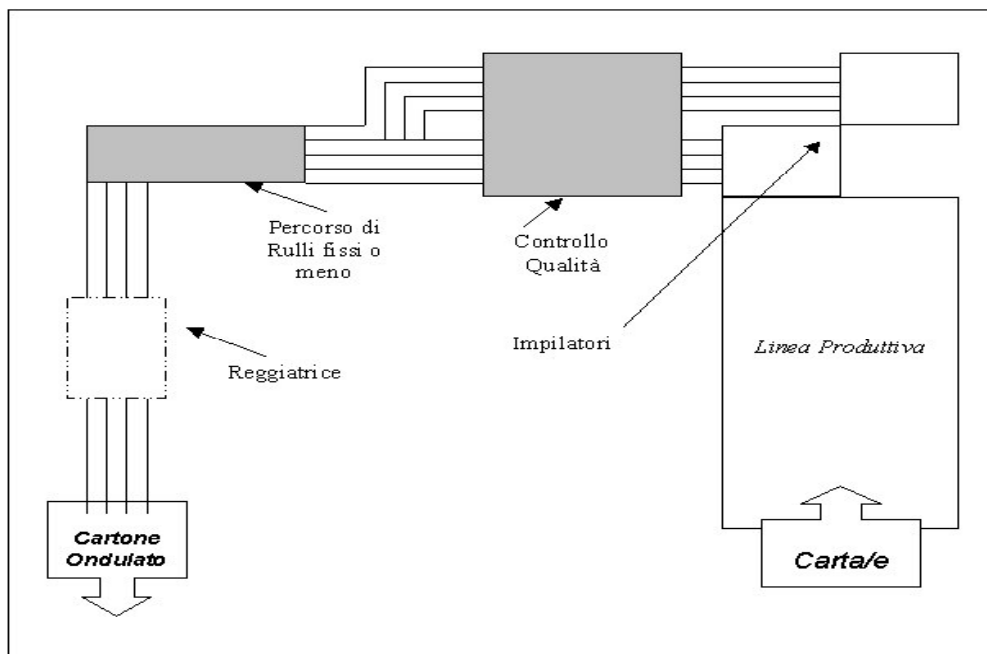 Percorso di
Rulli fissi o
meno
Controllo
Qualità
Impilatori
Linea Produttiva
Reggiatrice
Cartone
Ondulato
Carta/e